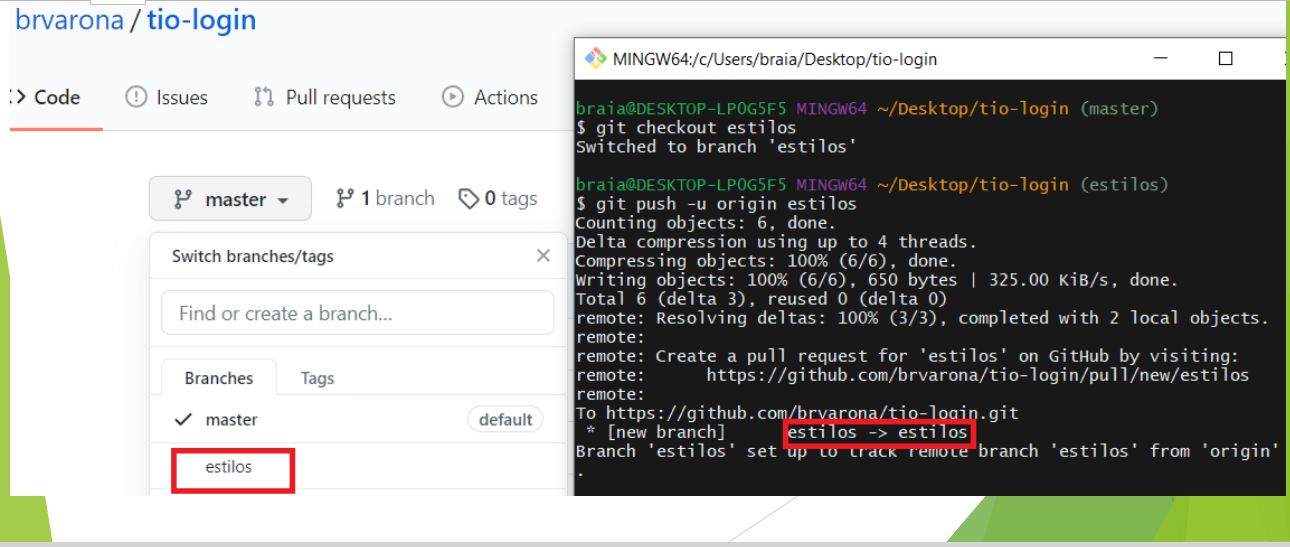 brvarona / tio-login
Code
Issues
Pull requests
Actions
master
1 branch
0 tags
Switch branches/tags
Find or create a branch...
Branches
Tags
master
default
estilos
MINGW64:/c/Users/braia/Desktop/tio-login
braia@DESKTOP-LPOG5F5 MINGW64 ~/Desktop/tio-login (master)
$ git checkout estilos
Switched to branch 'estilos'
braia@DESKTOP-LPOG5F5 MINGW64 ~/Desktop/tio-login (estilos)
$ git push -u origin estilos
Counting objects: 6, done.
Delta compression using up to 4 threads.
Compressing objects: 100% (6/6), done.
Writing objects: 100% (6/6), 650 bytes | 325.00 KiB/s, done.
Total 6 (delta 3), reused 0 (delta 0)
remote: Resolving deltas: 100% (3/3), completed with 2 local objects.
remote:
remote: Create a pull request for 'estilos' on GitHub by visiting:
remote:      https://github.com/brvarona/tio-login/pull/new/estilos
remote:
To https://github.com/brvarona/tio-login.git
 * [new branch]      estilos -> estilos
Branch 'estilos' set up to track remote branch 'estilos' from 'origin'
.